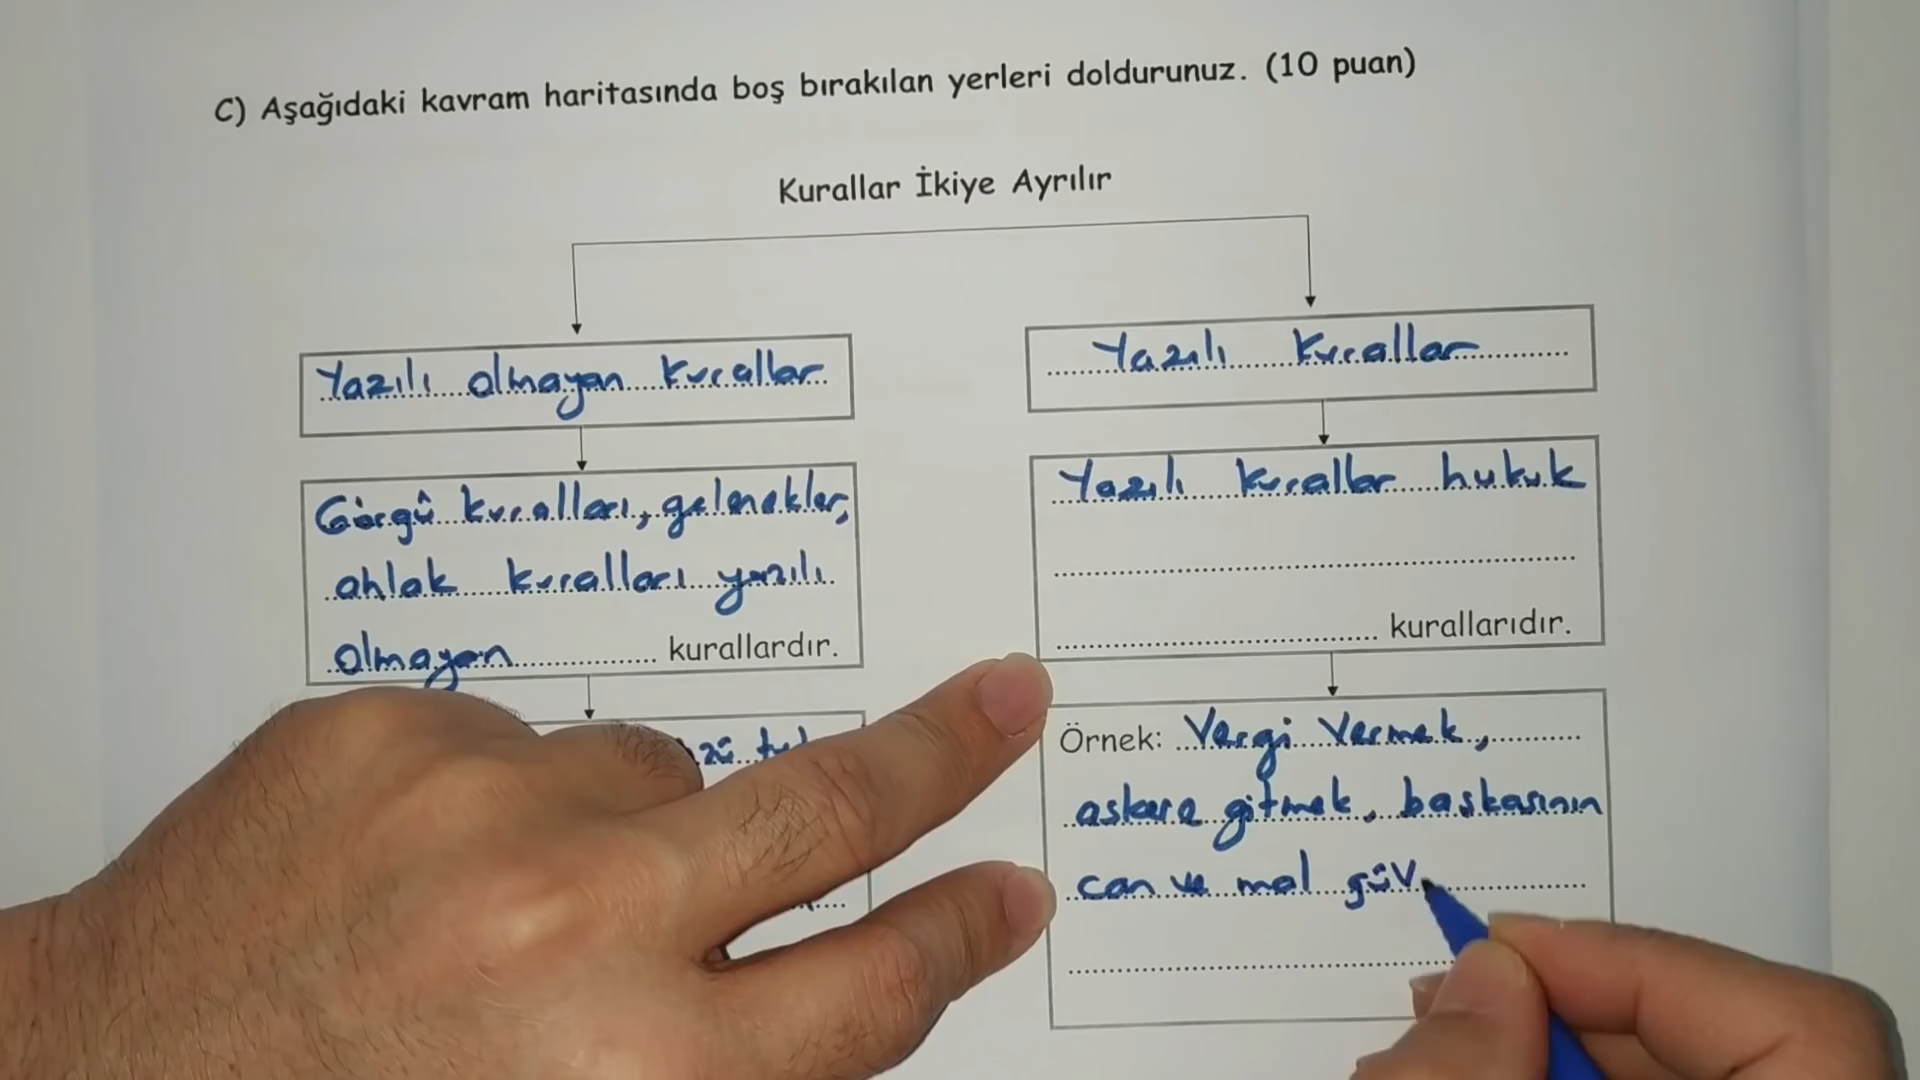 C) Aşağıdaki kavram haritasında boş bırakılan yerleri doldurunuz. (10 puan)
Kurallar İkiye Ayrılır
Yazılı olmayan kurallar
Görgü kuralları, gelenekler,
ahlak kuralları yazılı
olmayan kurallardır.
Yazılı kurallar
Yazılı kurallar hukuk
kurallarıdır.
Örnek: Vergi vermek,
askere gitmek, başkasının
can ve mal güv